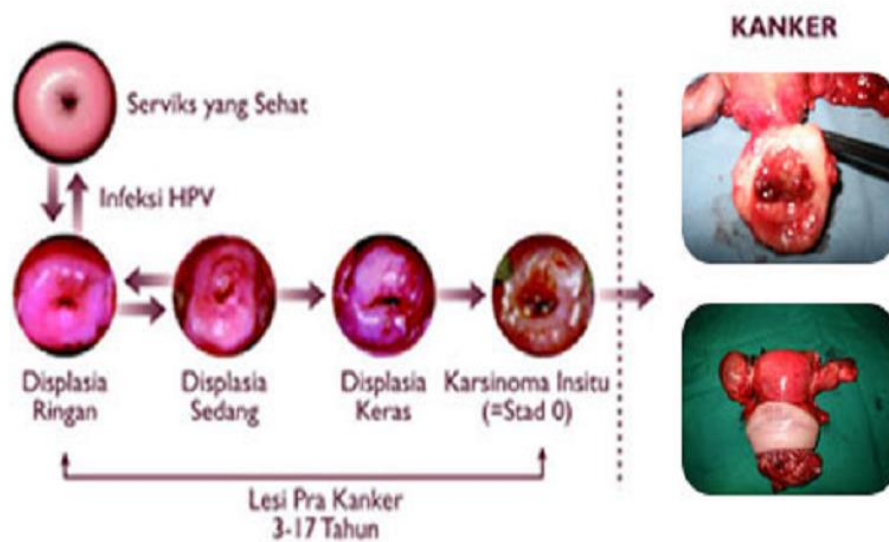 KANKER
Serviks yang Sehat
Infeksi HPV
Displasia
Ringan
Displasia
Sedang
Displasia
Keras
Karsinoma Insitu
(=Stad 0)
Lesi Pra Kanker
3-17 Tahun